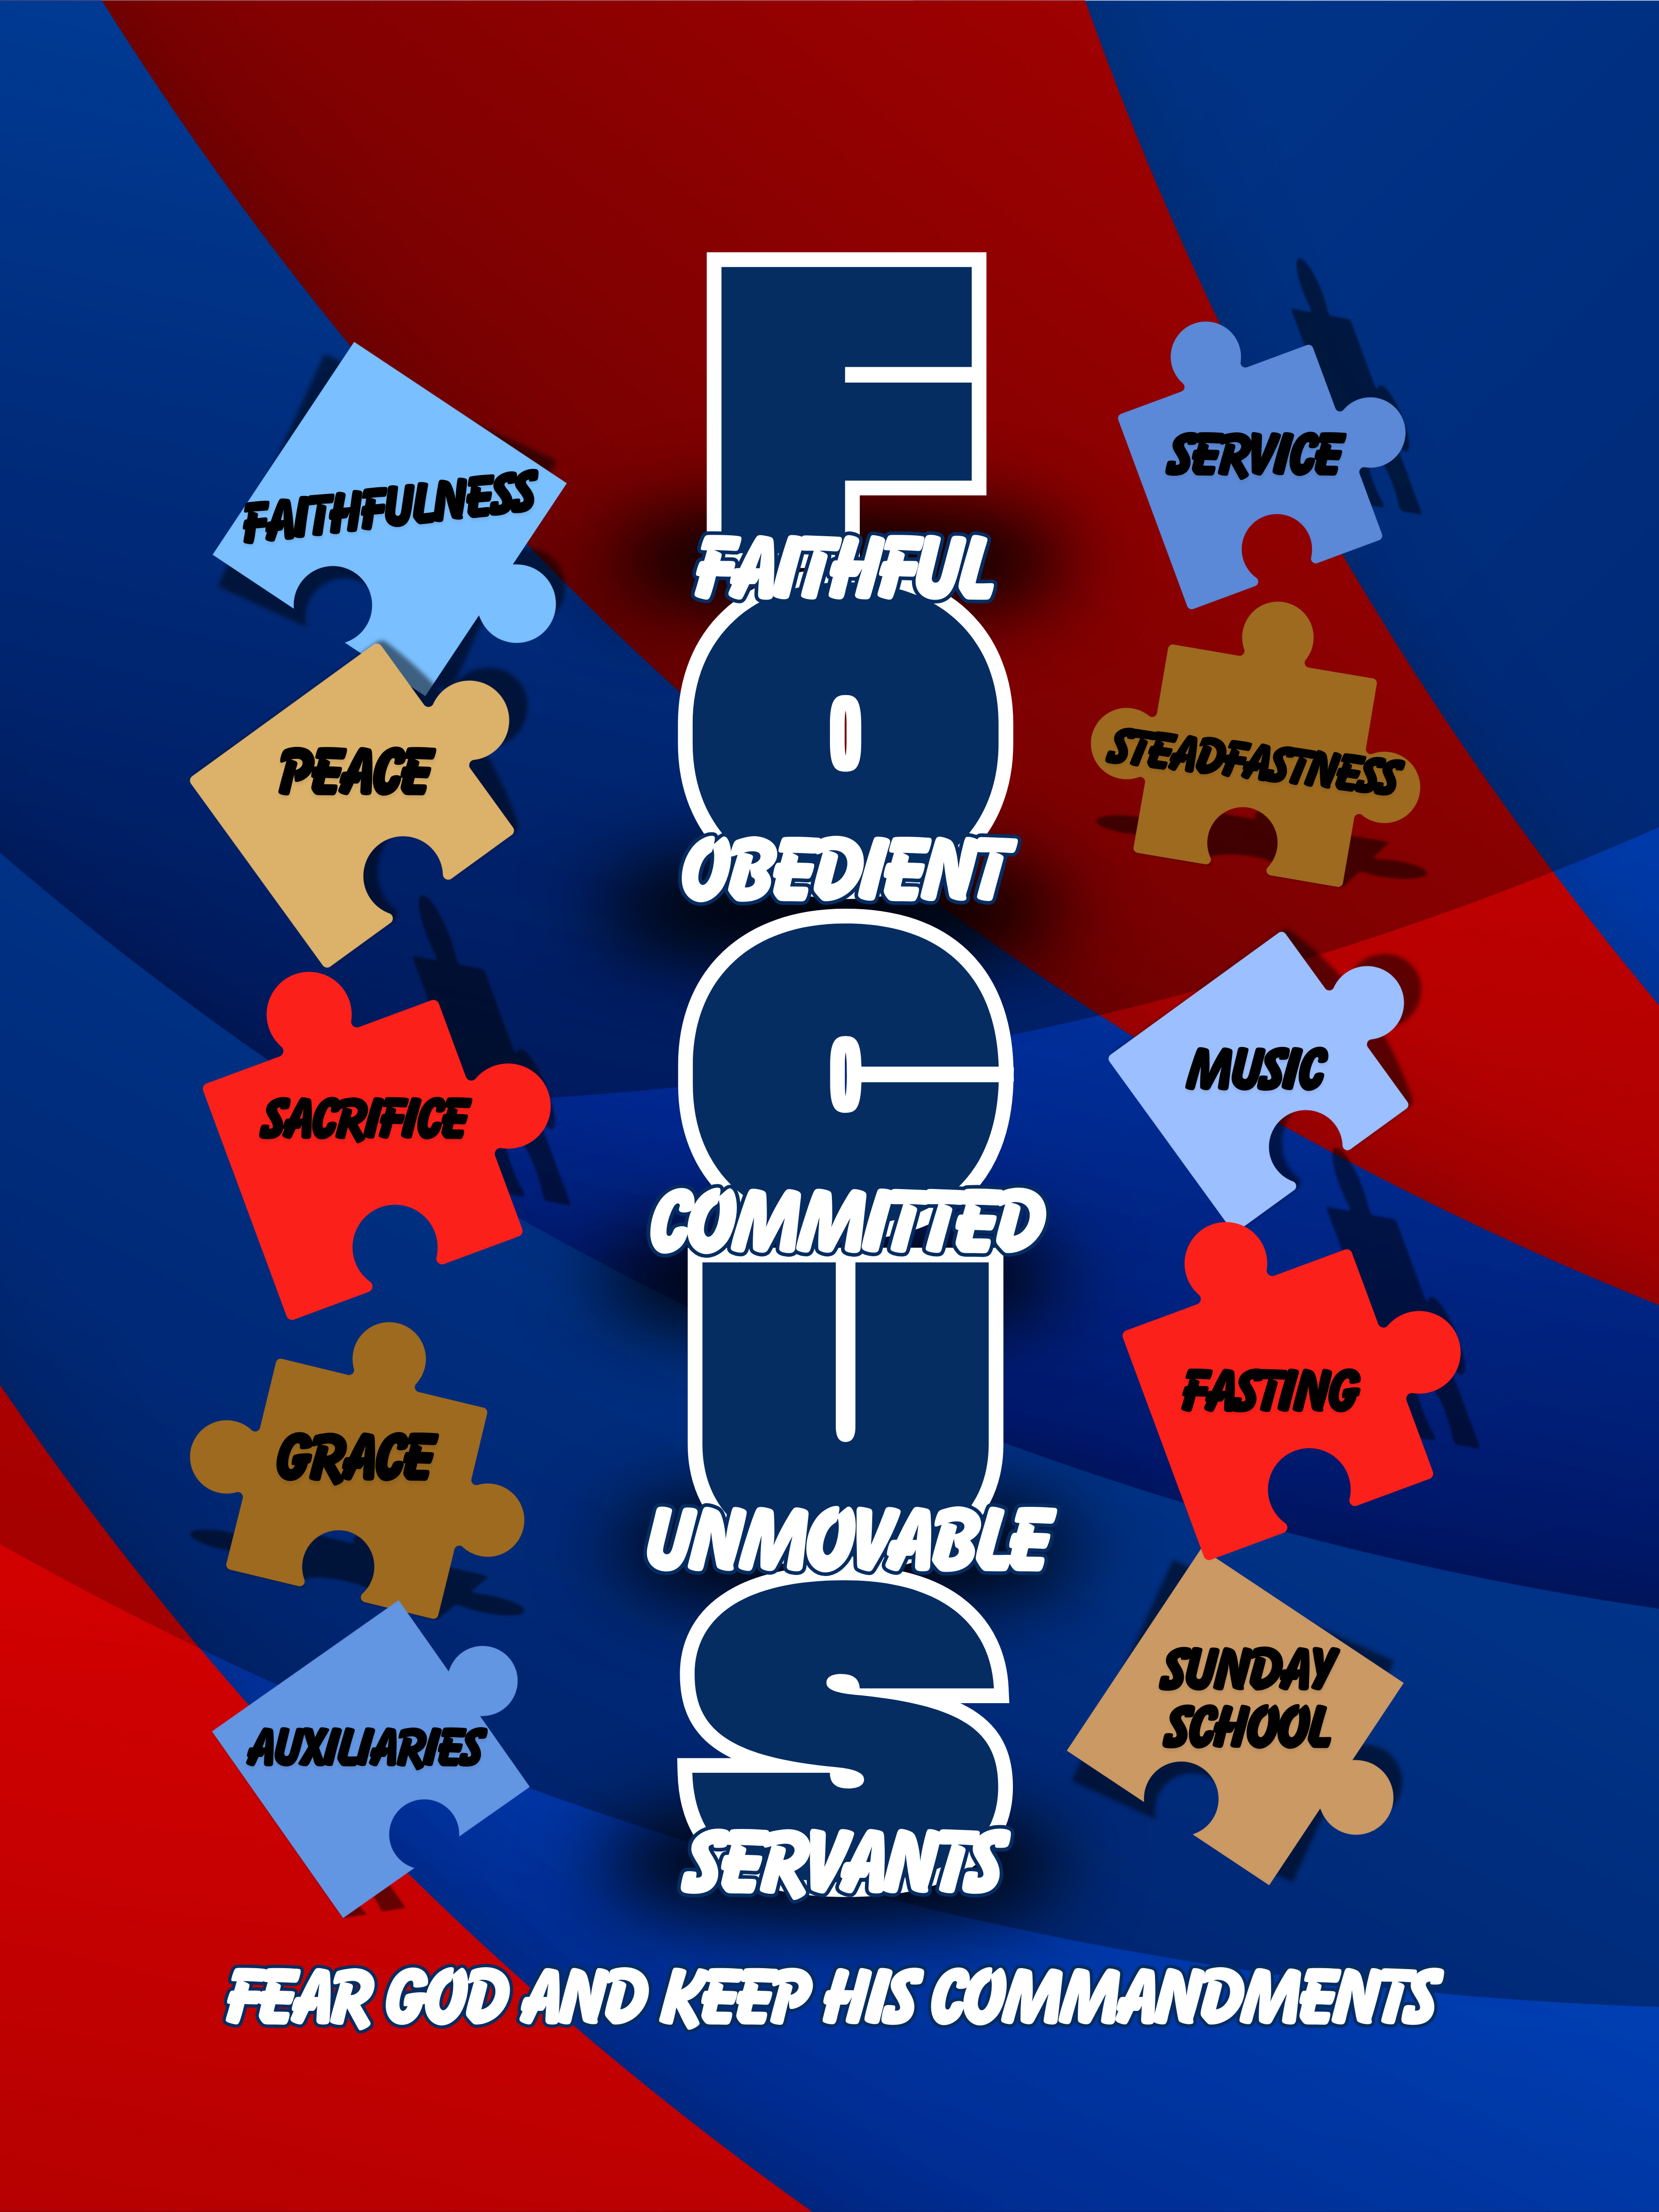 F
FAITHFUL
O
OBEDIENT
C
COMMITTED
U
UNMOVABLE
S
SERVANTS
FAITHFULNESS
PEACE
SACRIFICE
GRACE
AUXILIARIES
SERVICE
STEADFASTNESS
MUSIC
FASTING
SUNDAY
SCHOOL
FEAR GOD AND KEEP HIS COMMANDMENTS